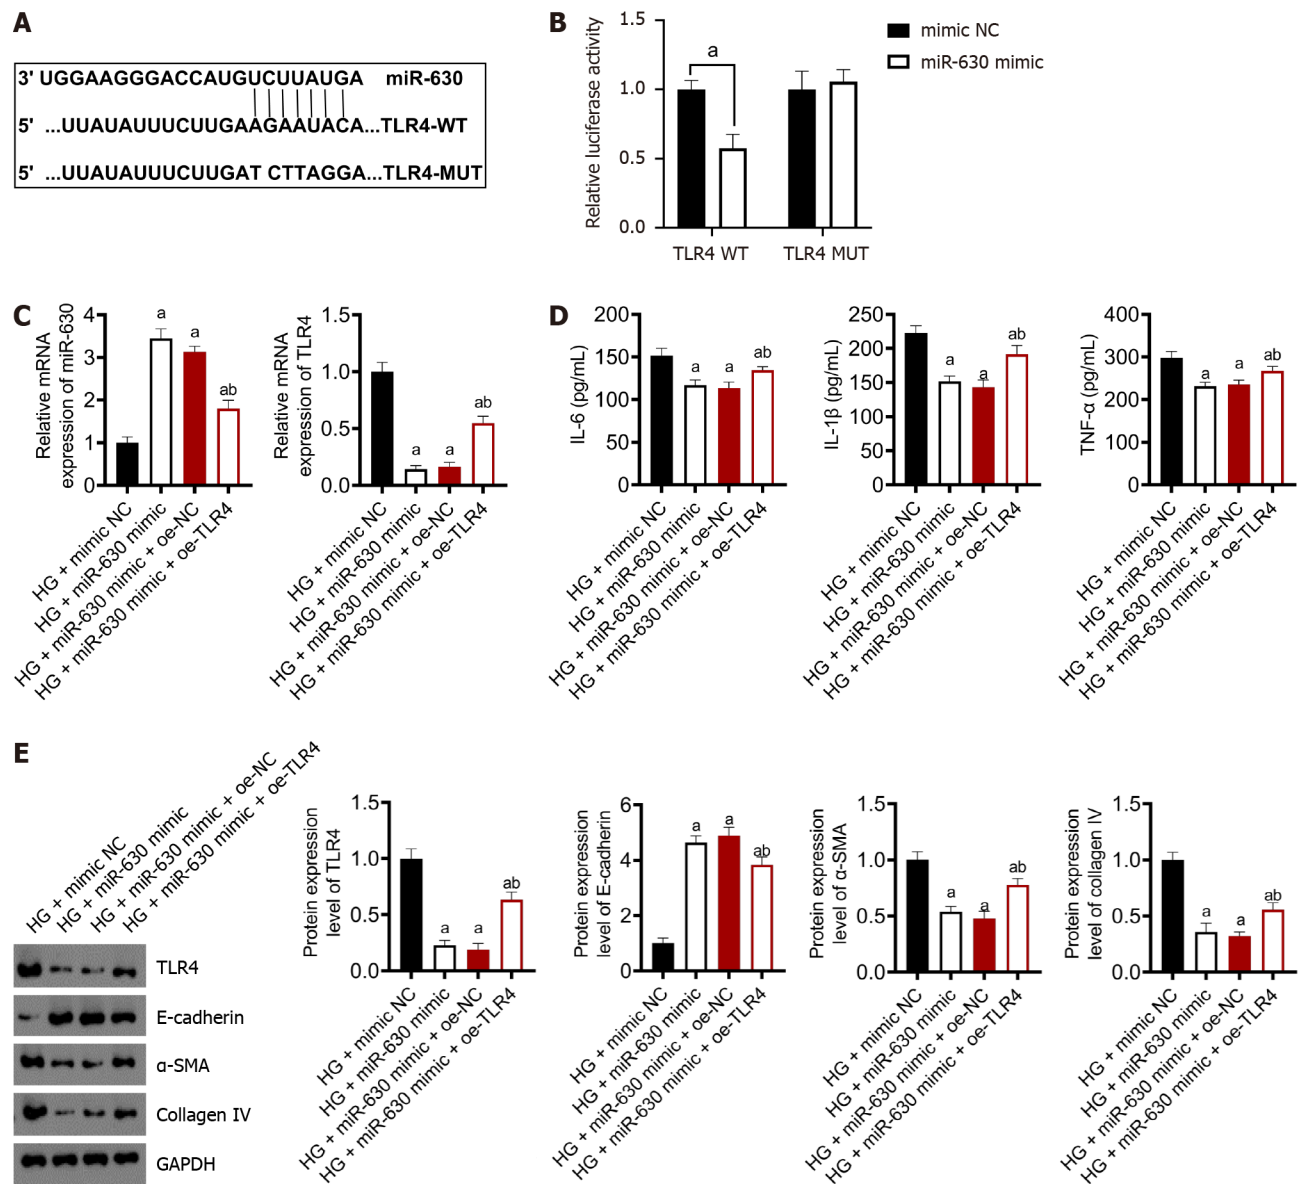 A
3' UGGAAGGGACCAUGUCUUAUGA miR-630
5' ...UUAUAUUUCUUGAAGAAUACA...TLR4-WT
5' ...UUAUAUUUCUUGAT CTTAGGA...TLR4-MUT
B
Relative luciferase activity
1.5
1.0
0.5
0.0
a
TLR4 WT
TLR4 MUT
mimic NC
miR-630 mimic
C
Relative mRNA
expression of miR-630
4
3
2
1
0
a
a
ab
HG + mimic NC
HG + miR-630 mimic
HG + miR-630 mimic + oe-NC
HG + miR-630 mimic + oe-TLR4
Relative mRNA
expression of TLR4
1.5
1.0
0.5
0.0
a
a
ab
HG + mimic NC
HG + miR-630 mimic
HG + miR-630 mimic + oe-NC
HG + miR-630 mimic + oe-TLR4
D
IL-6 (pg/mL)
200
150
100
50
0
a
a
ab
HG + mimic NC
HG + miR-630 mimic
HG + miR-630 mimic + oe-NC
HG + miR-630 mimic + oe-TLR4
IL-1β (pg/mL)
250
200
150
100
50
0
a
a
ab
HG + mimic NC
HG + miR-630 mimic
HG + miR-630 mimic + oe-NC
HG + miR-630 mimic + oe-TLR4
TNF-α (pg/mL)
400
300
200
100
0
a
a
ab
HG + mimic NC
HG + miR-630 mimic
HG + miR-630 mimic + oe-NC
HG + miR-630 mimic + oe-TLR4
E
HG + mimic NC
HG + miR-630 mimic
HG + miR-630 mimic + oe-NC
HG + miR-630 mimic + oe-TLR4
TLR4
E-cadherin
α-SMA
Collagen IV
GAPDH
Protein expression
level of TLR4
1.5
1.0
0.5
0.0
a
a
ab
HG + mimic NC
HG + miR-630 mimic
HG + miR-630 mimic + oe-NC
HG + miR-630 mimic + oe-TLR4
Protein expression
level of E-cadherin
6
4
2
0
a
a
ab
HG + mimic NC
HG + miR-630 mimic
HG + miR-630 mimic + oe-NC
HG + miR-630 mimic + oe-TLR4
Protein expression
level of α-SMA
1.5
1.0
0.5
0.0
a
a
ab
HG + mimic NC
HG + miR-630 mimic
HG + miR-630 mimic + oe-NC
HG + miR-630 mimic + oe-TLR4
Protein expression
level of collagen IV
1.5
1.0
0.5
0.0
a
a
ab
HG + mimic NC
HG + miR-630 mimic
HG + miR-630 mimic + oe-NC
HG + miR-630 mimic + oe-TLR4